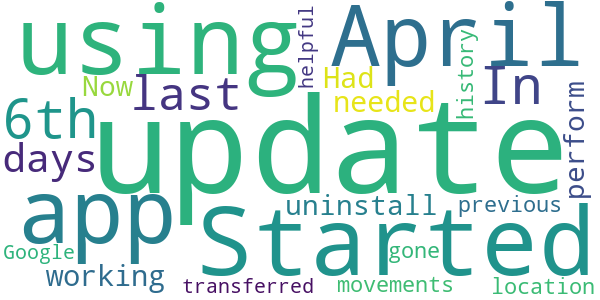 using April
helpful
Had
history
In
Now last
needed
6th
update
perform
days
app Started
uninstall previous
Google
gone
working
transferred movements location